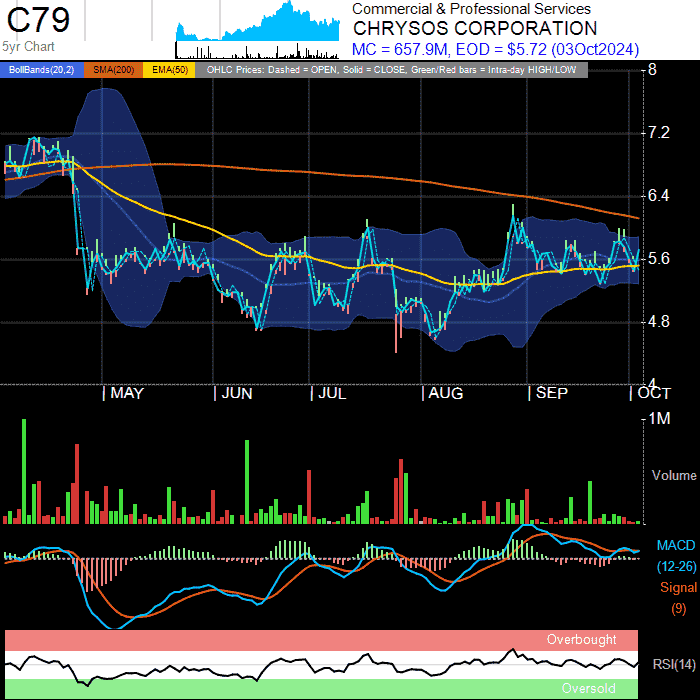 C79
5yr Chart
Commercial & Professional Services
CHRYSOS CORPORATION
MC = 657.9M, EOD = $5.72 (03Oct2024)
BollBands(20,2) SMA(200) EMA(50) OHLC Prices: Dashed = OPEN, Solid = CLOSE, Green/Red bars = Intra-day HIGH/LOW
8
7.2
6.4
5.6
4.8
4
MAY JUN JUL AUG SEP OCT
1M
Volume
MACD
(12-26)
Signal
(9)
Overbought
RSI(14)
Oversold